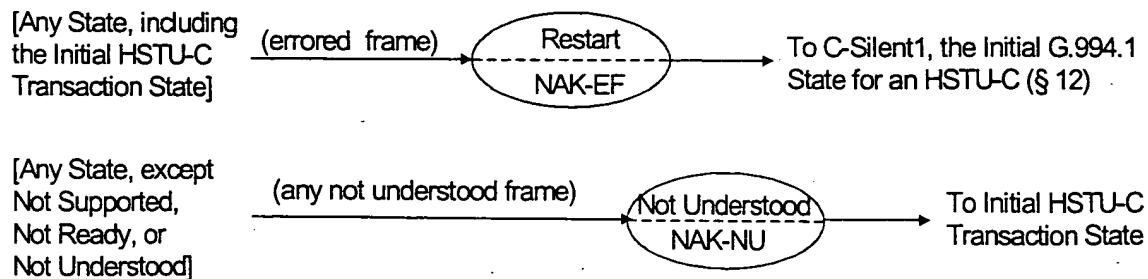 [Any State, including
the Initial HSTU-C
Transaction State]
(errored frame)
Restart
NAK-EF
To C-Silent1, the Initial G.994.1
State for an HSTU-C (§ 12)
[Any State, except
Not Supported,
Not Ready, or
Not Understood]
(any not understood frame)
Not Understood
NAK-NU
To Initial HSTU-C
Transaction State